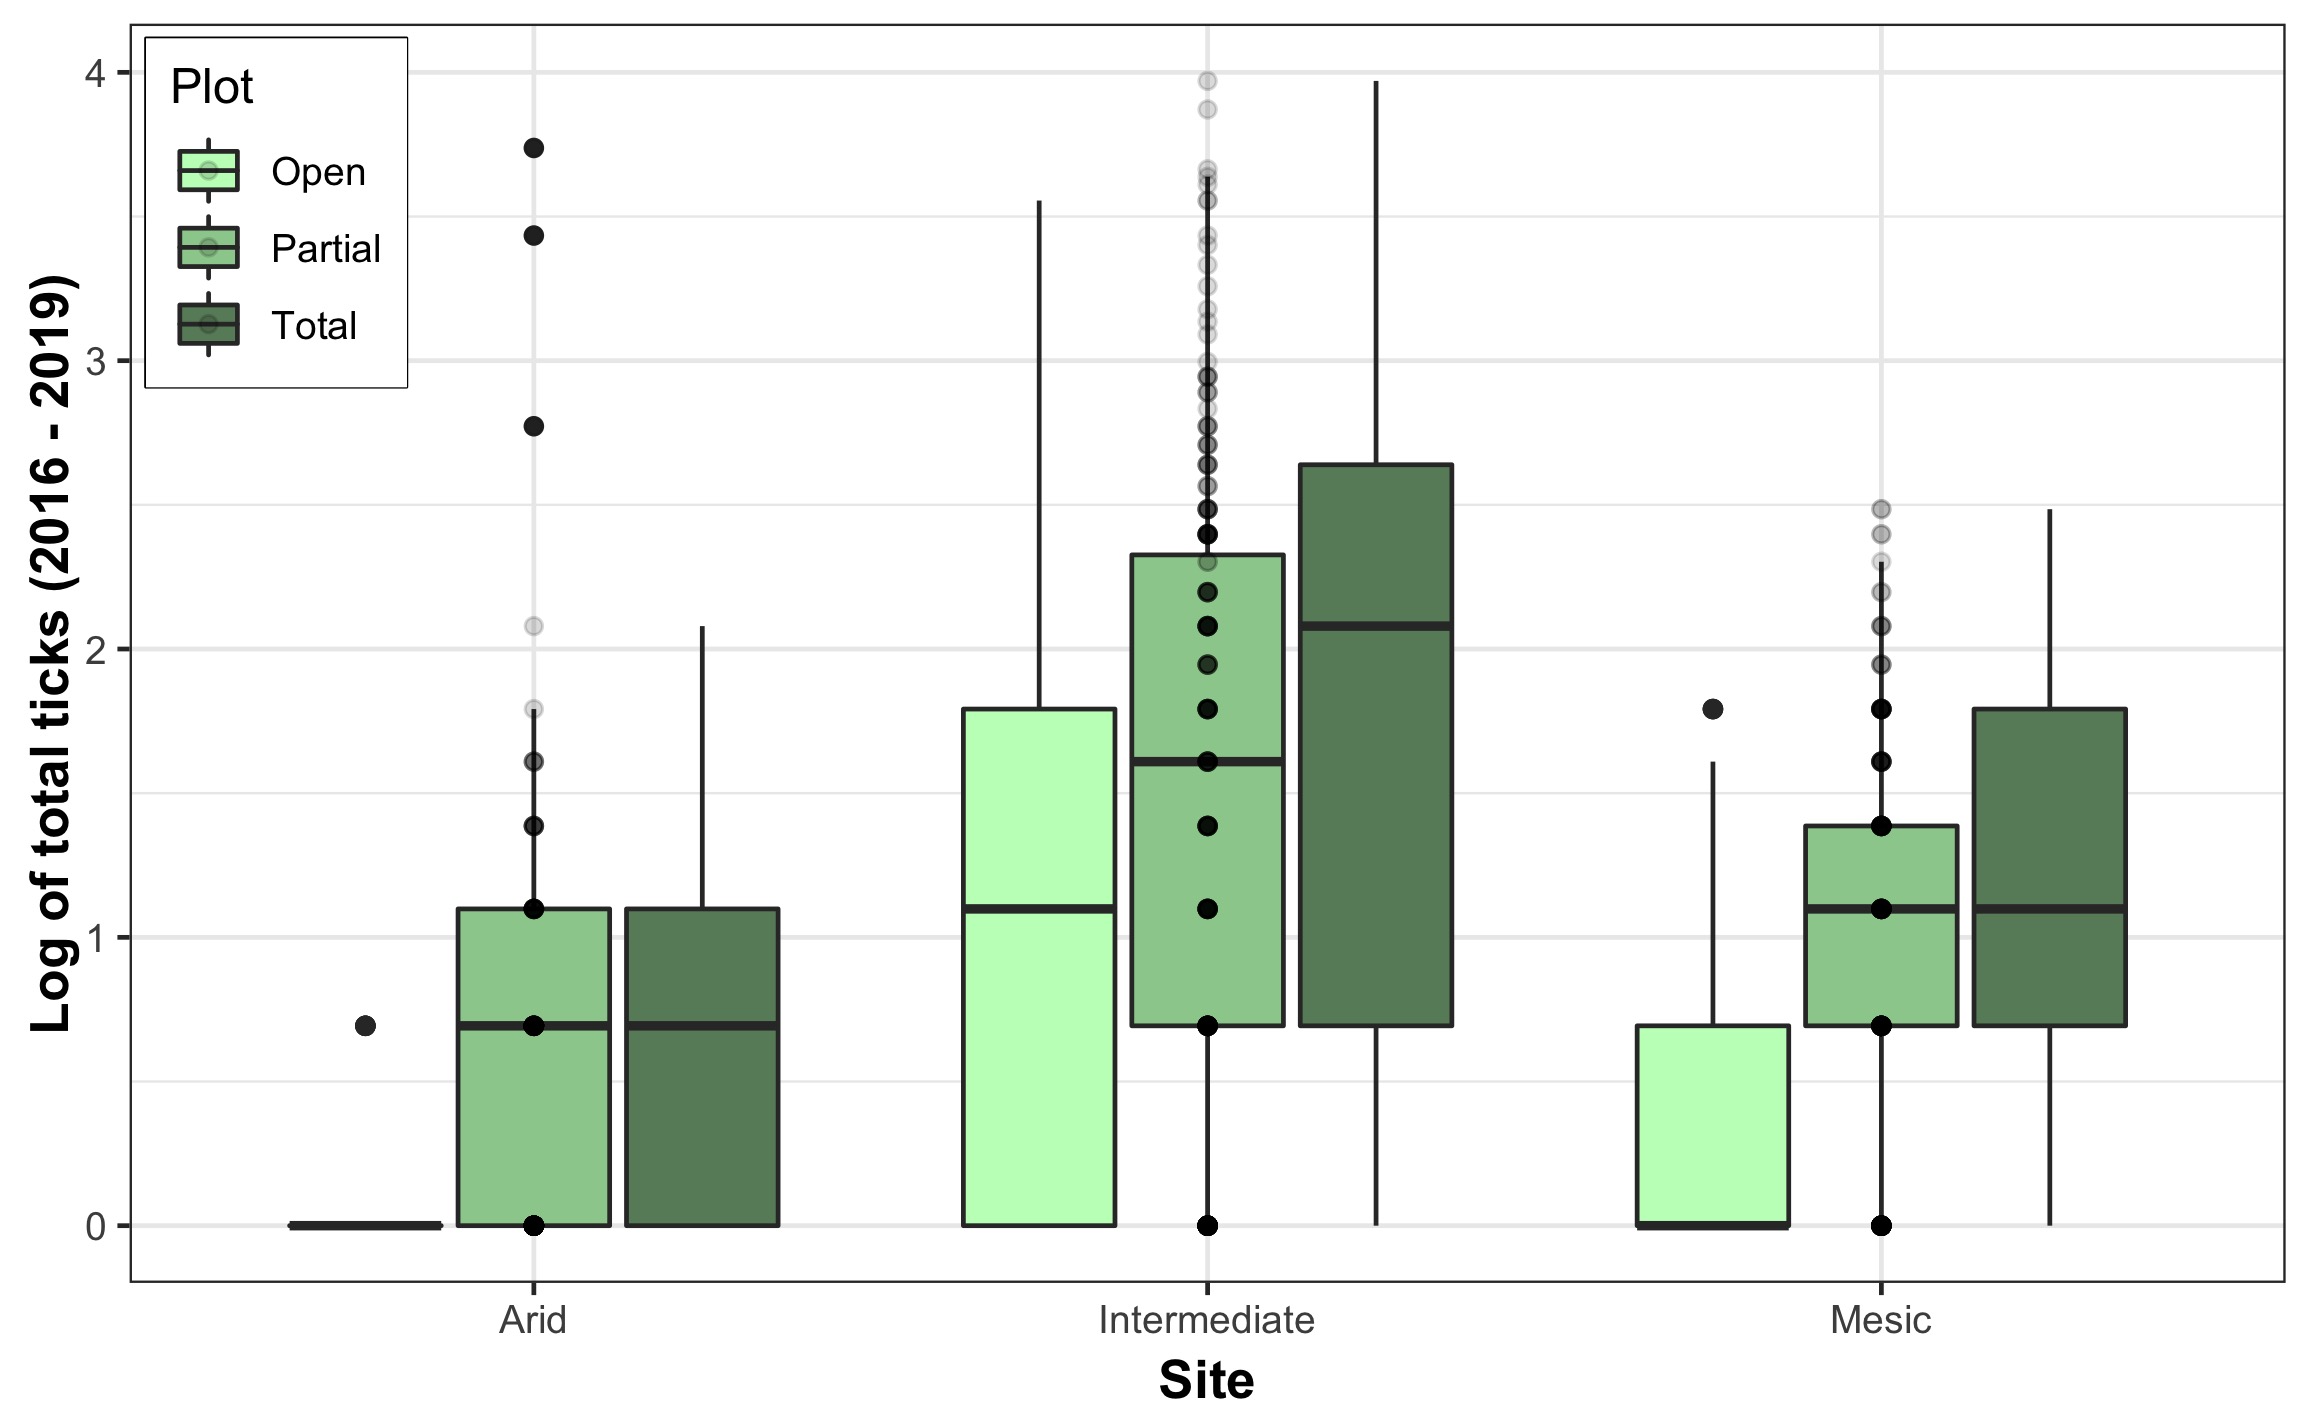 Plot
Open
Partial
Total
Log of total ticks (2016 - 2019)
4
3
2
1
0
Arid
Intermediate
Mesic
Site